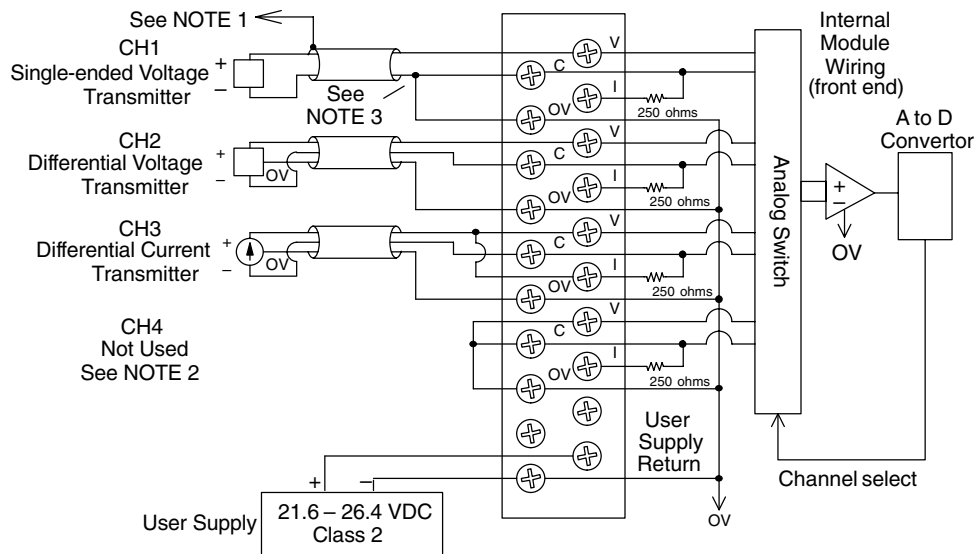 See NOTE 1
CH1
Single-ended Voltage
Transmitter
+
–
See
NOTE 3
CH2
Differential Voltage
Transmitter
+
–
OV
CH3
Differential Current
Transmitter
+
–
OV
CH4
Not Used
See NOTE 2
V
C
I
OV
250 ohms
V
C
I
OV
250 ohms
V
C
I
OV
250 ohms
V
C
I
OV
250 ohms
User
Supply
Return
OV
User Supply
+
–
21.6 – 26.4 VDC
Class 2
Analog Switch
Internal
Module
Wiring
(front end)
A to D
Convertor
+
–
OV
Channel select